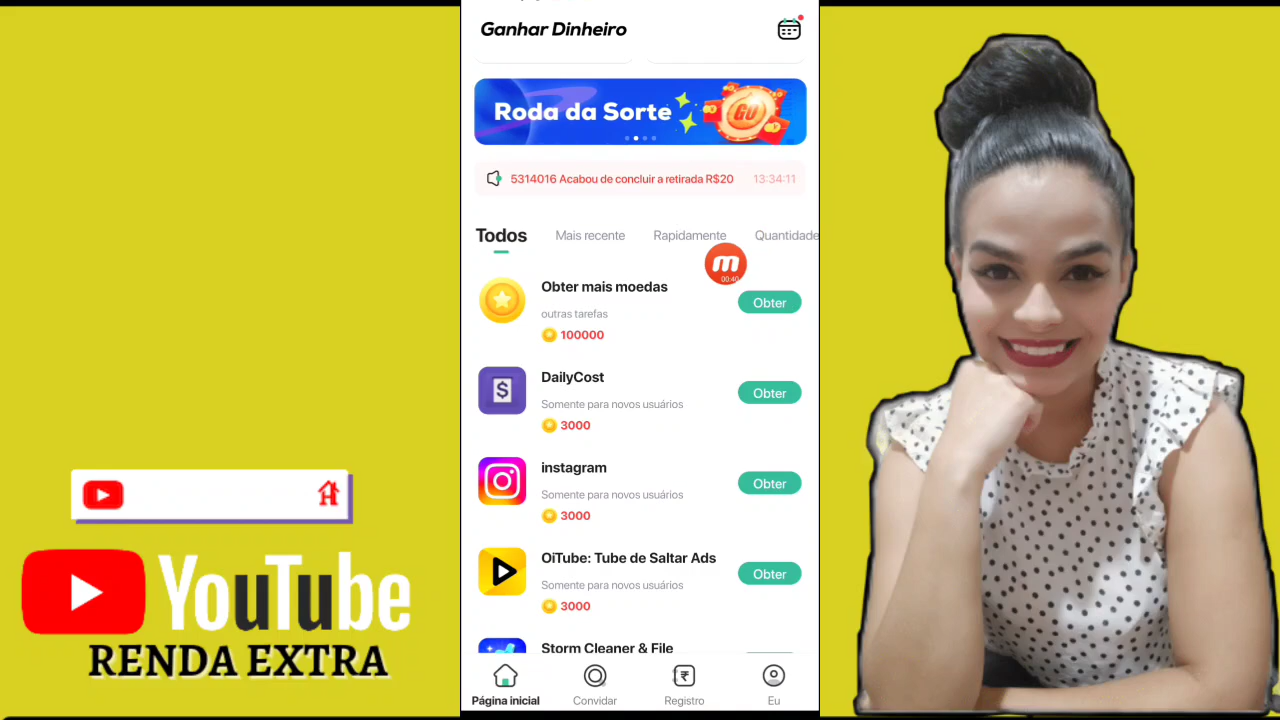 Ganhar Dinheiro
Roda da Sorte
GU
5314016 Acabou de concluir a retirada R$20 13:34:11
Todos Mais recente Rapidamente Quantidade
m
00:40
Obter mais moedas
outras tarefas
100000
Obter
DailyCost
Somente para novos usuários
3000
Obter
instagram
Somente para novos usuários
3000
Obter
OiTube: Tube de Saltar Ads
Somente para novos usuários
3000
Obter
Storm Cleaner & File
Página inicial Convidar Registro Eu
YouTube
RENDA EXTRA